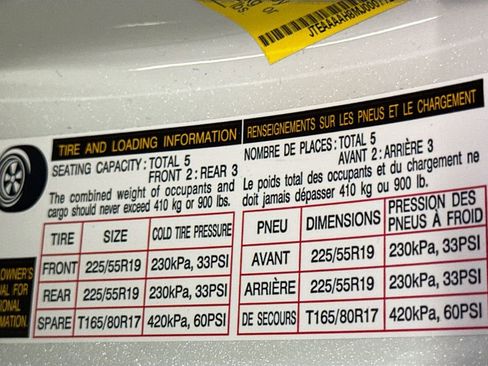 JTEAAAAH8MJ0001
TIRE AND LOADING INFORMATION
SEATING CAPACITY : TOTAL 5
FRONT 2 : REAR 3
The combined weight of occupants and
cargo should never exceed 410 kg or 900 lbs.
TIRE SIZE COLD TIRE PRESSURE
FRONT 225/55R19 230kPa, 33PSI
REAR 225/55R19 230kPa, 33PSI
SPARE T165/80R17 420kPa, 60PSI
RENSEIGNEMENTS SUR LES PNEUS ET LE CHARGEMENT
NOMBRE DE PLACES : TOTAL 5
AVANT 2 : ARRIÈRE 3
Le poids total des occupants et du chargement ne
doit jamais dépasser 410 kg ou 900 lb.
PNEU DIMENSIONS PRESSION DES
PNEUS À FROID
AVANT 225/55R19 230kPa, 33PSI
ARRIÈRE 225/55R19 230kPa, 33PSI
DE SECOURS T165/80R17 420kPa, 60PSI
OWNER'S
FOR